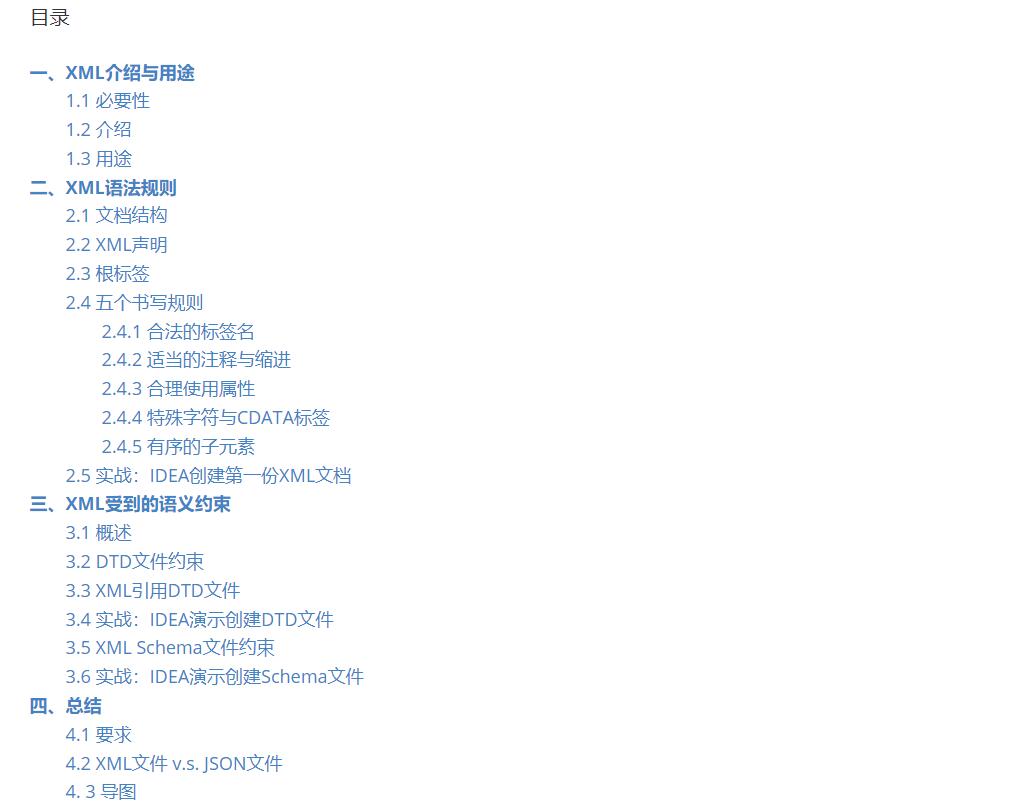 目录
一、XML介绍与用途
1.1 必要性
1.2 介绍
1.3 用途
二、XML语法规则
2.1 文档结构
2.2 XML声明
2.3 根标签
2.4 五个书写规则
2.4.1 合法的标签名
2.4.2 适当的注释与缩进
2.4.3 合理使用属性
2.4.4 特殊字符与CDATA标签
2.4.5 有序的子元素
2.5 实战：IDEA创建第一份XML文档
三、XML受到的语义约束
3.1 概述
3.2 DTD文件约束
3.3 XML引用DTD文件
3.4 实战：IDEA演示创建DTD文件
3.5 XML Schema文件约束
3.6 实战：IDEA演示创建Schema文件
四、总结
4.1 要求
4.2 XML文件 v.s. JSON文件
4. 3 导图